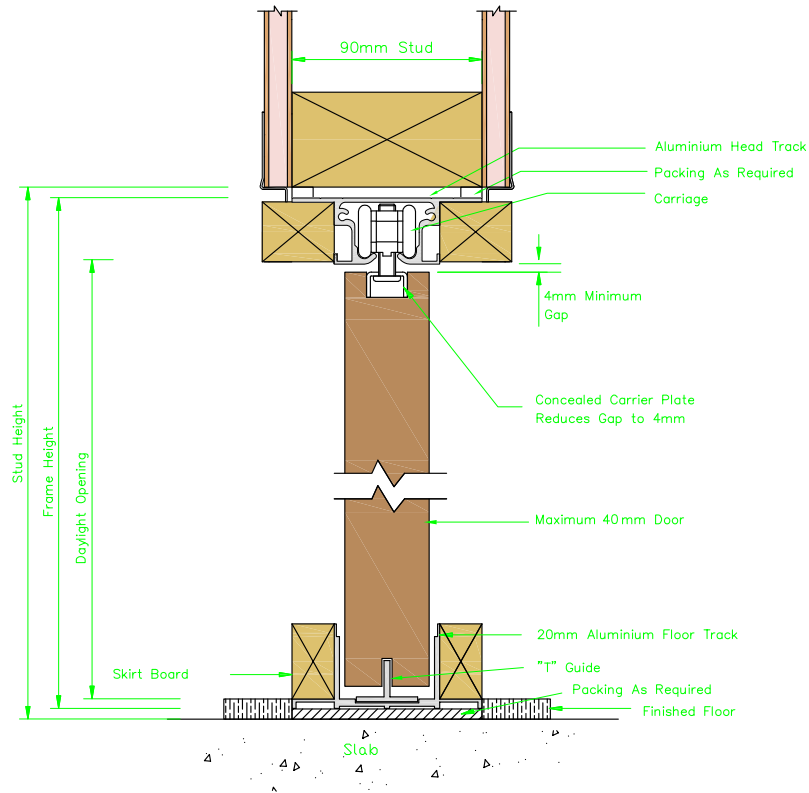 90mm Stud
Aluminium Head Track
Packing As Required
Carriage
4mm Minimum
Gap
Concealed Carrier Plate
Reduces Gap to 4mm
Stud Height
Frame Height
Daylight Opening
Maximum 40mm Door
20mm Aluminium Floor Track
"T" Guide
Skirt Board
Packing As Required
Finished Floor
Slab